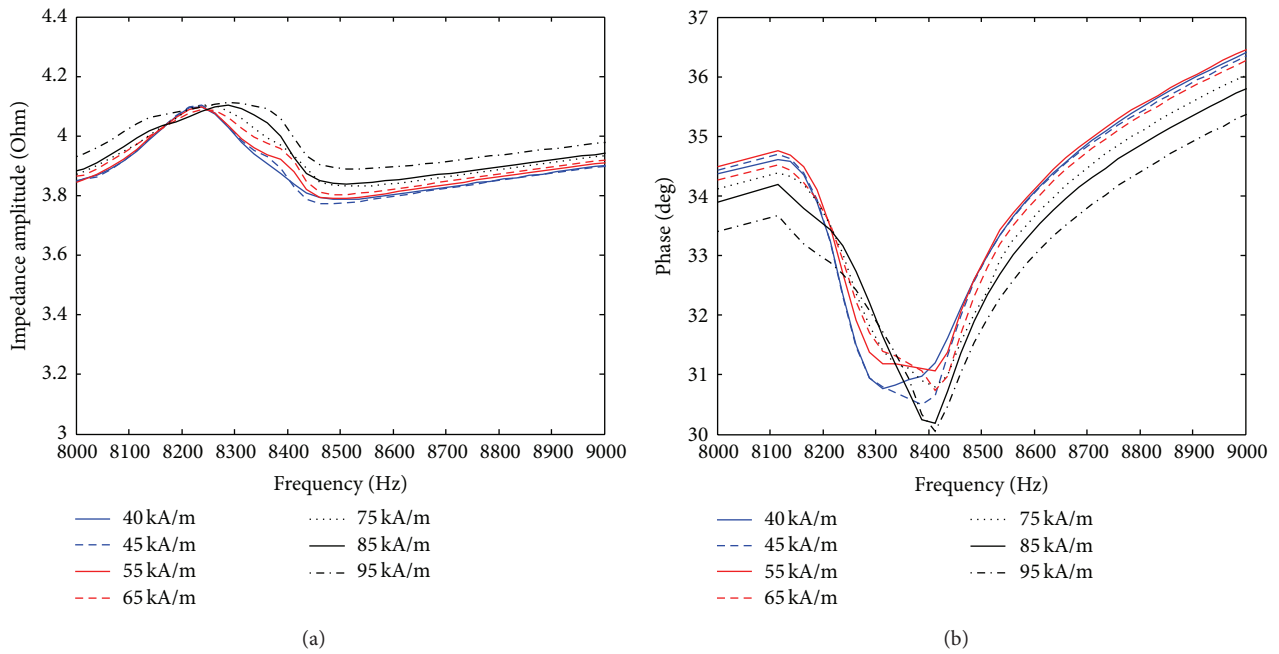 4.4
4.2
4
3.8
3.6
3.4
3.2
3
Impedance amplitude (Ohm)
8000 8100 8200 8300 8400 8500 8600 8700 8800 8900 9000
Frequency (Hz)
40 kA/m
45 kA/m
55 kA/m
65 kA/m
75 kA/m
85 kA/m
95 kA/m
(a)
37
36
35
34
33
32
31
30
Phase (deg)
8000 8100 8200 8300 8400 8500 8600 8700 8800 8900 9000
Frequency (Hz)
40 kA/m
45 kA/m
55 kA/m
65 kA/m
75 kA/m
85 kA/m
95 kA/m
(b)